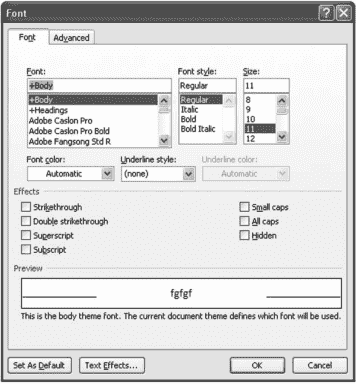 Font
Font Advanced
Font: Font style: Size:
+Body Regular 11
+Body Regular 8
+Headings Italic 9
Adobe Caslon Pro Bold 10
Adobe Caslon Pro Bold Bold Italic 11
Adobe Fangsong Std R 12
Font color: Underline style: Underline color:
Automatic (none) Automatic
Effects
Strikethrough Small caps
Double strikethrough All caps
Superscript Hidden
Subscript
Preview
fgfgf
This is the body theme font. The current document theme defines which font will be used.
Set As Default Text Effects... OK Cancel